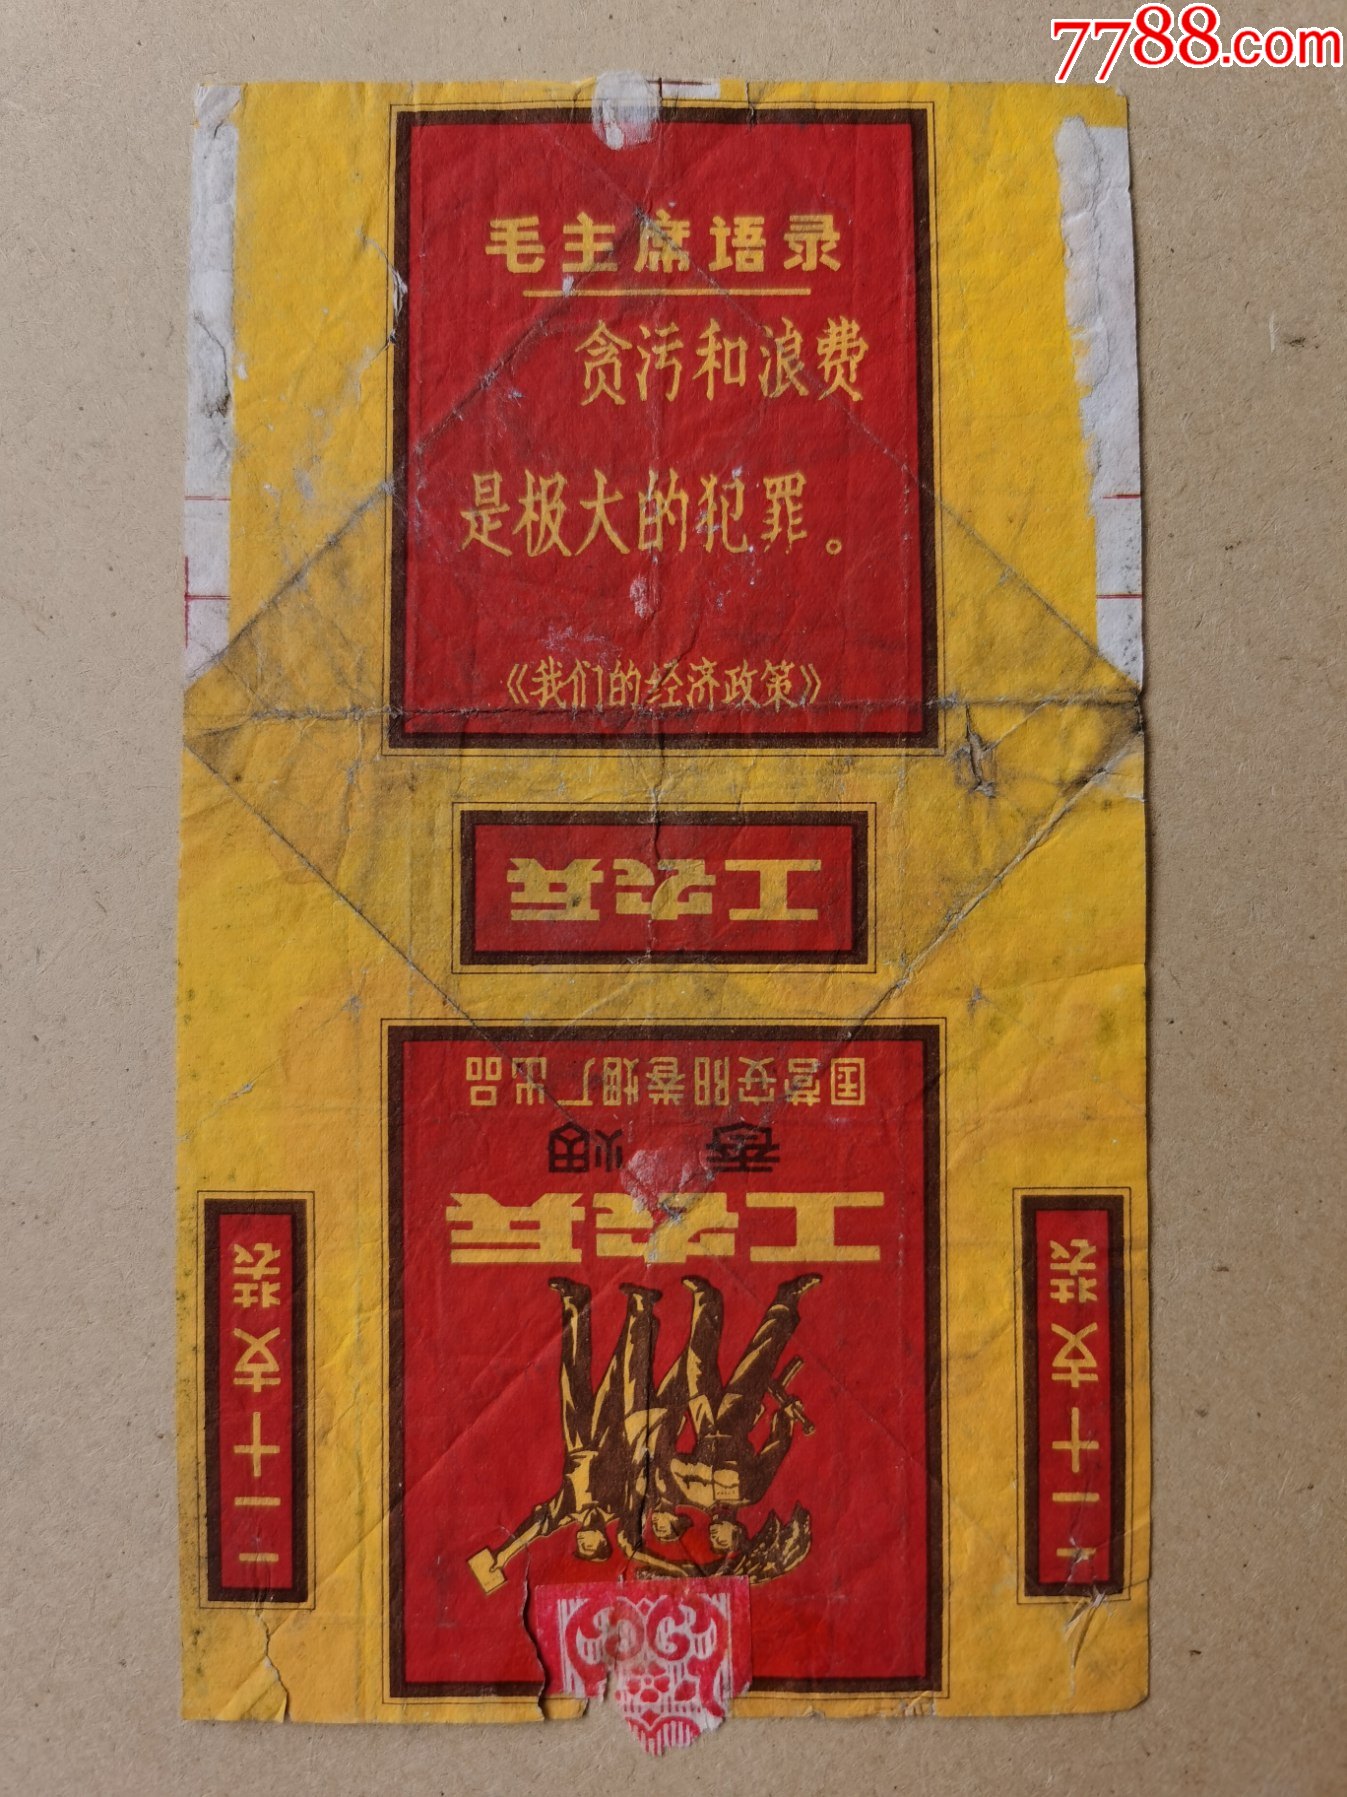 7788.com
毛主席语录
贪污和浪费
是极大的犯罪。
《我们的经济政策》
工农兵
国营安阳卷烟厂出品
香烟
工农兵
二十支装
二十支装